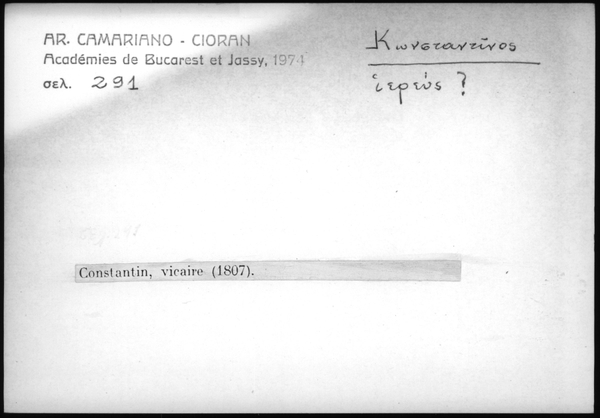 AR. CAMARIANO - CIORAN
Académies de Bucarest et Jassy, 1974
σελ. 291
Κωνσταντῖνος
ἱερεύς ?
Constantin, vicaire (1807).